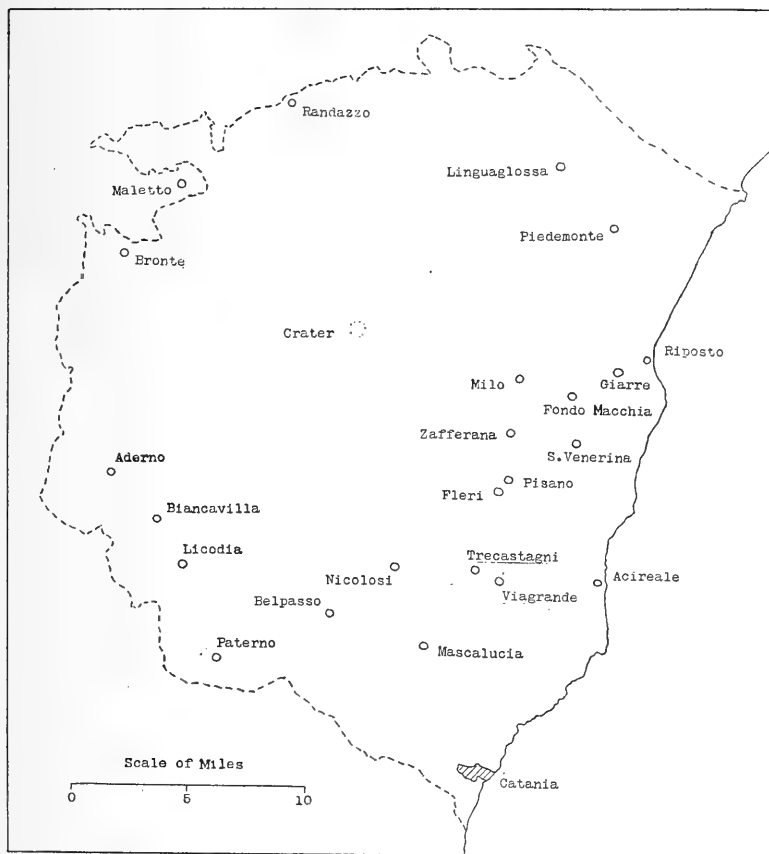 Randazzo
Linguaglossa
Maletto
Piedemonte
Bronte
Crater
Riposto
Milo
Giarre
Fondo Macchia
Zafferana
S.Venerina
Aderno
Pisano
Fleri
Biancavilla
Licodia
Trecastagni
Nicolosi
Acireale
Viagrande
Belpasso
Paterno
Mascalucia
Scale of Miles
Catania
0 5 10